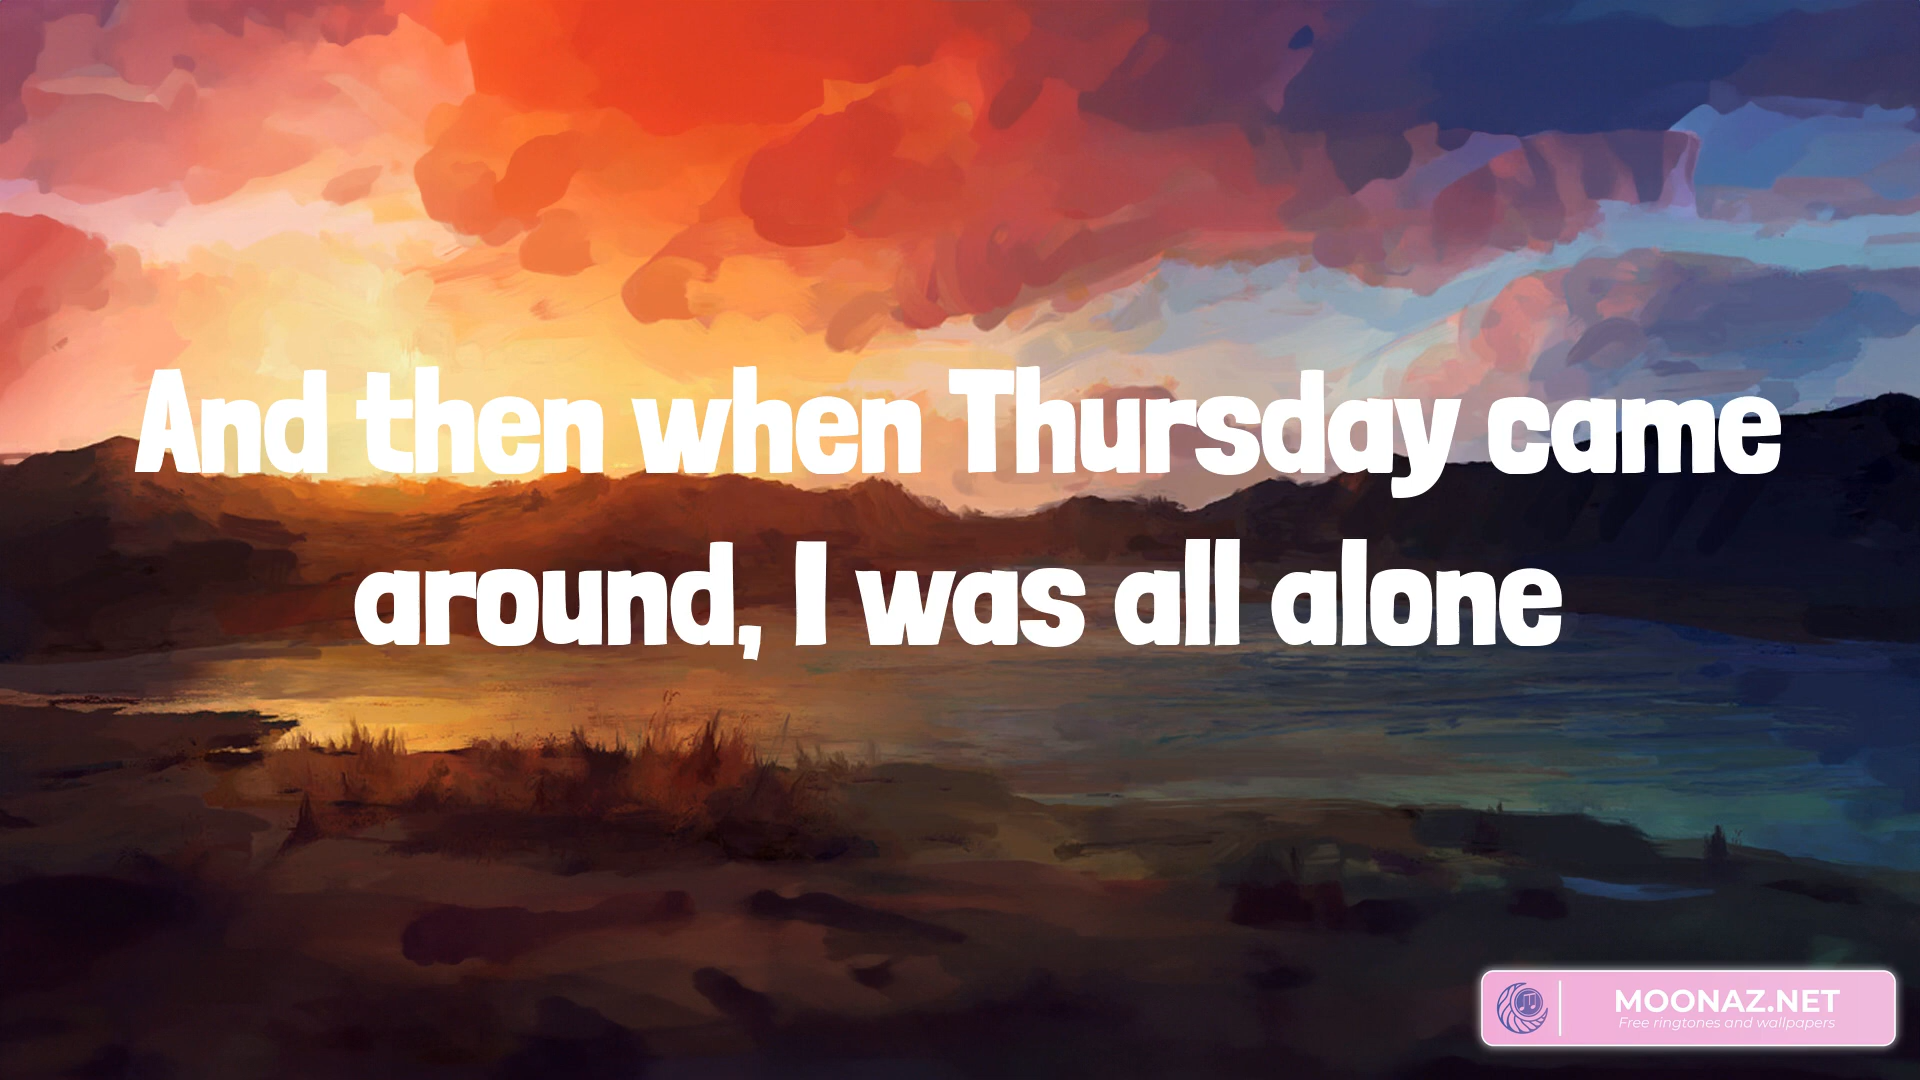 And then when Thursday came
around, I was all alone
MOONAZ.NET
Free ringtones and wallpapers